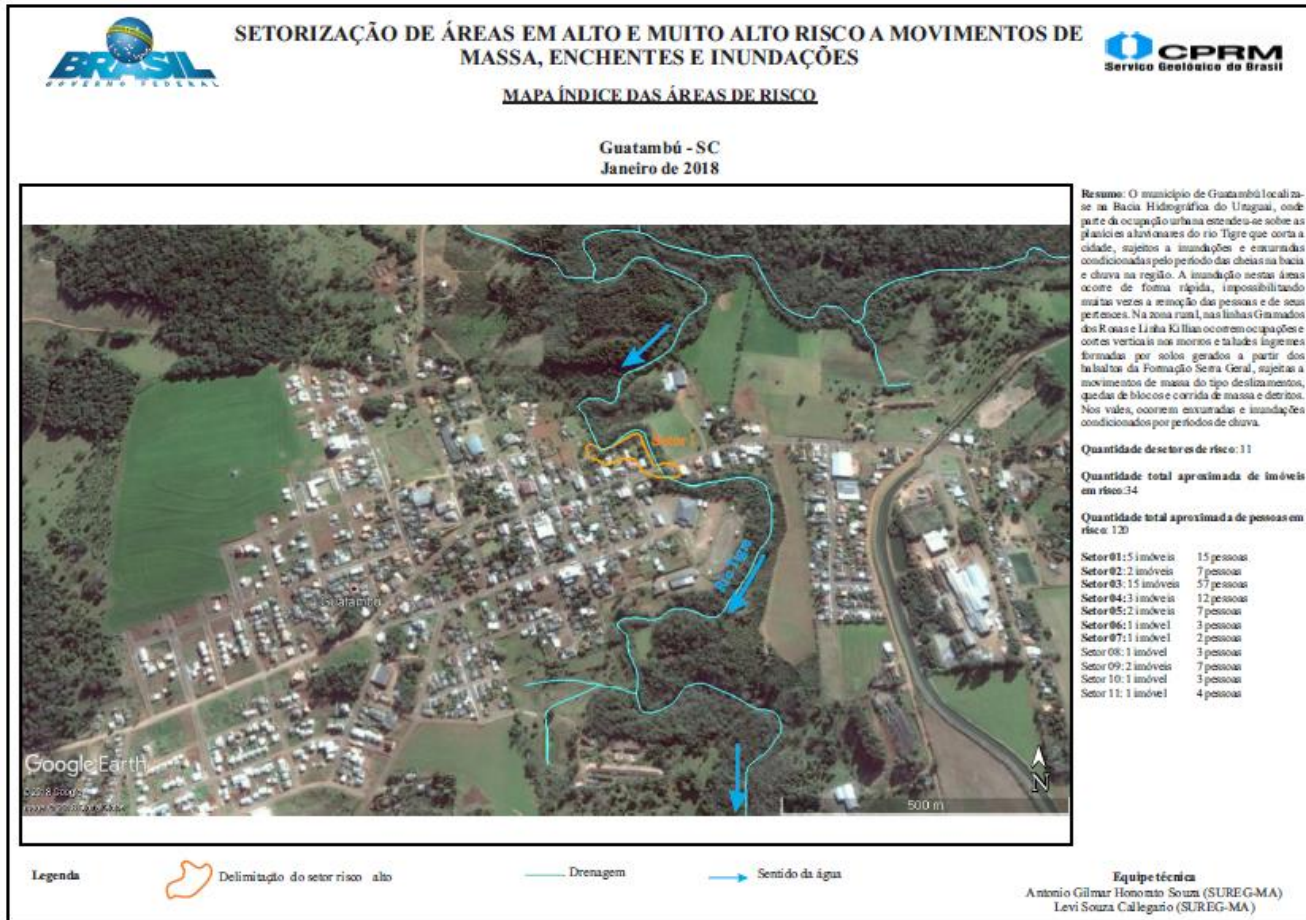 BRASIL
GOVERNO FEDERAL
SETORIZAÇÃO DE ÁREAS EM ALTO E MUITO ALTO RISCO A MOVIMENTOS DE
MASSA, ENCHENTES E INUNDAÇÕES
MAPA ÍNDICE DAS ÁREAS DE RISCO
CPRM
Serviço Geológico do Brasil
Guatambú - SC
Janeiro de 2018
Setor 1
Rio Tigre
Guatambu
Google Earth
© 2018 Google
500 m
N
Resumo: O município de Guatambú localiza-
se na Bacia Hidrográfica do Uruguai, onde
parte da ocupação urbana estendeu-se sobre as
planícies aluvionares do rio Tigre que corta a
cidade, sujeitos a inundações e enxurradas
condicionadas pelo período das cheias na bacia
e chuva na região. A inundação nestas áreas
ocorre de forma rápida, impossibilitando
muitas vezes a remoção das pessoas e de seus
pertences. Na zona rural, nas linhas Gramados
dos Rosas e Linha Killian ocorrem ocupações e
cortes verticais nos morros e taludes íngremes
formadas por solos gerados a partir dos
basaltos da Formação Serra Geral, sujeitas a
movimentos de massa do tipo deslizamentos,
quedas de blocos e corrida de massa e detritos.
Nos vales, ocorrem enxurradas e inundações
condicionados por períodos de chuva.
Quantidade de setores de risco: 11
Quantidade total aproximada de imóveis
em risco: 34
Quantidade total aproximada de pessoas em
risco: 120
Setor 01: 5 imóveis 15 pessoas
Setor 02: 2 imóveis 7 pessoas
Setor 03: 15 imóveis 57 pessoas
Setor 04: 3 imóveis 12 pessoas
Setor 05: 2 imóveis 7 pessoas
Setor 06: 1 imóvel 3 pessoas
Setor 07: 1 imóvel 2 pessoas
Setor 08: 1 imóvel 3 pessoas
Setor 09: 2 imóveis 7 pessoas
Setor 10: 1 imóvel 3 pessoas
Setor 11: 1 imóvel 4 pessoas
Legenda
Delimitação do setor risco alto
Drenagem
Sentido da água
Equipe técnica
Antonio Gilmar Honorato Souza (SUREG-MA)
Levi Souza Callegario (SUREG-MA)